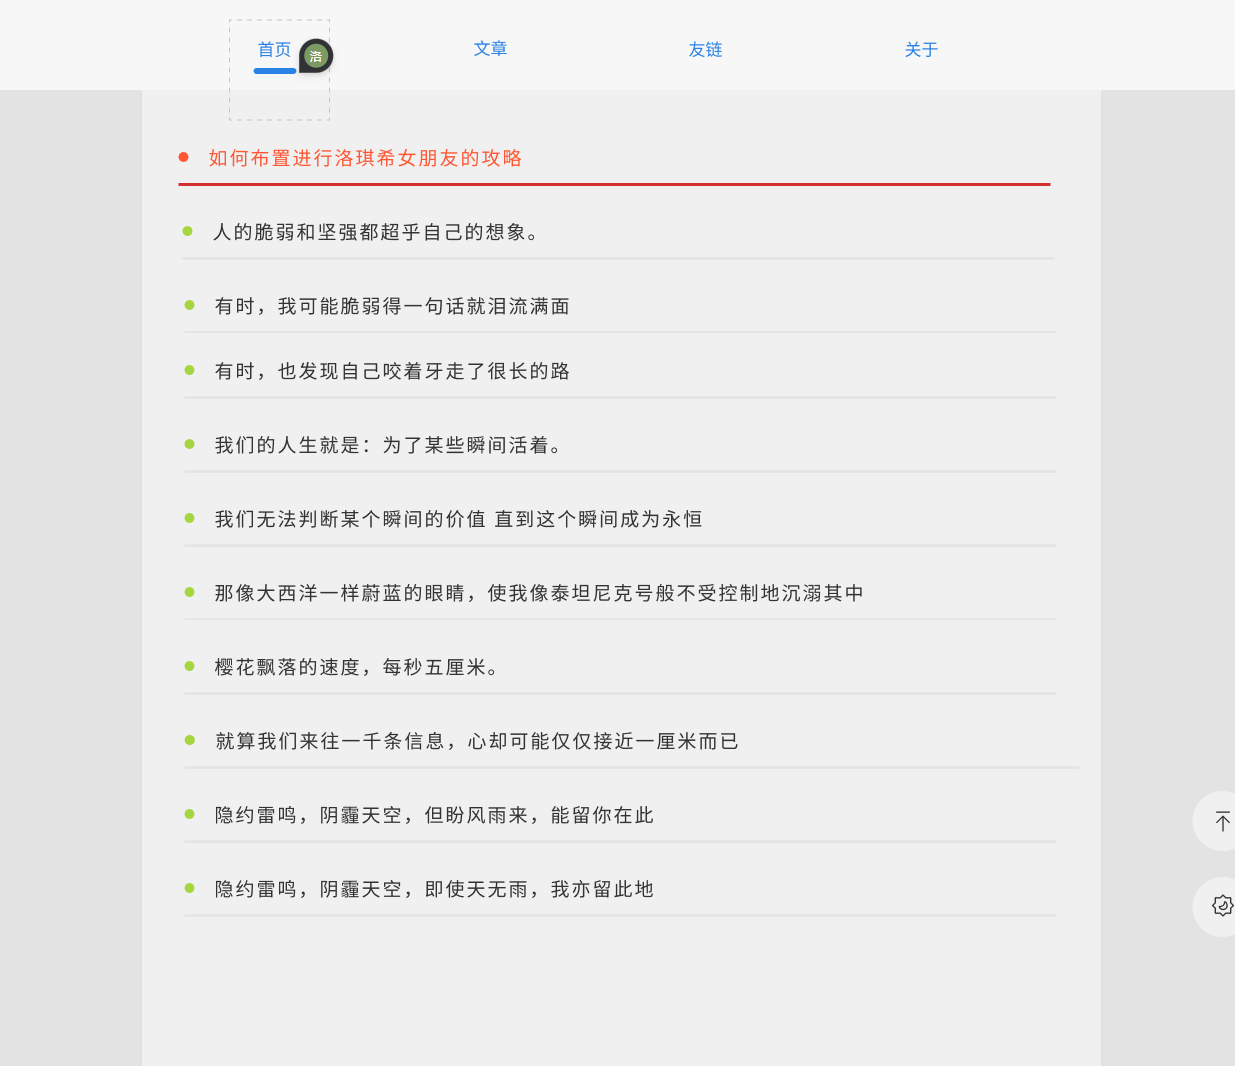 首页
洛
文章
友链
关于
如何布置进行洛琪希女朋友的攻略
人的脆弱和坚强都超乎自己的想象。
有时，我可能脆弱得一句话就泪流满面
有时，也发现自己咬着牙走了很长的路
我们的人生就是：为了某些瞬间活着。
我们无法判断某个瞬间的价值 直到这个瞬间成为永恒
那像大西洋一样蔚蓝的眼睛，使我像泰坦尼克号般不受控制地沉溺其中
樱花飘落的速度，每秒五厘米。
就算我们来往一千条信息，心却可能仅仅接近一厘米而已
隐约雷鸣，阴霾天空，但盼风雨来，能留你在此
隐约雷鸣，阴霾天空，即使天无雨，我亦留此地